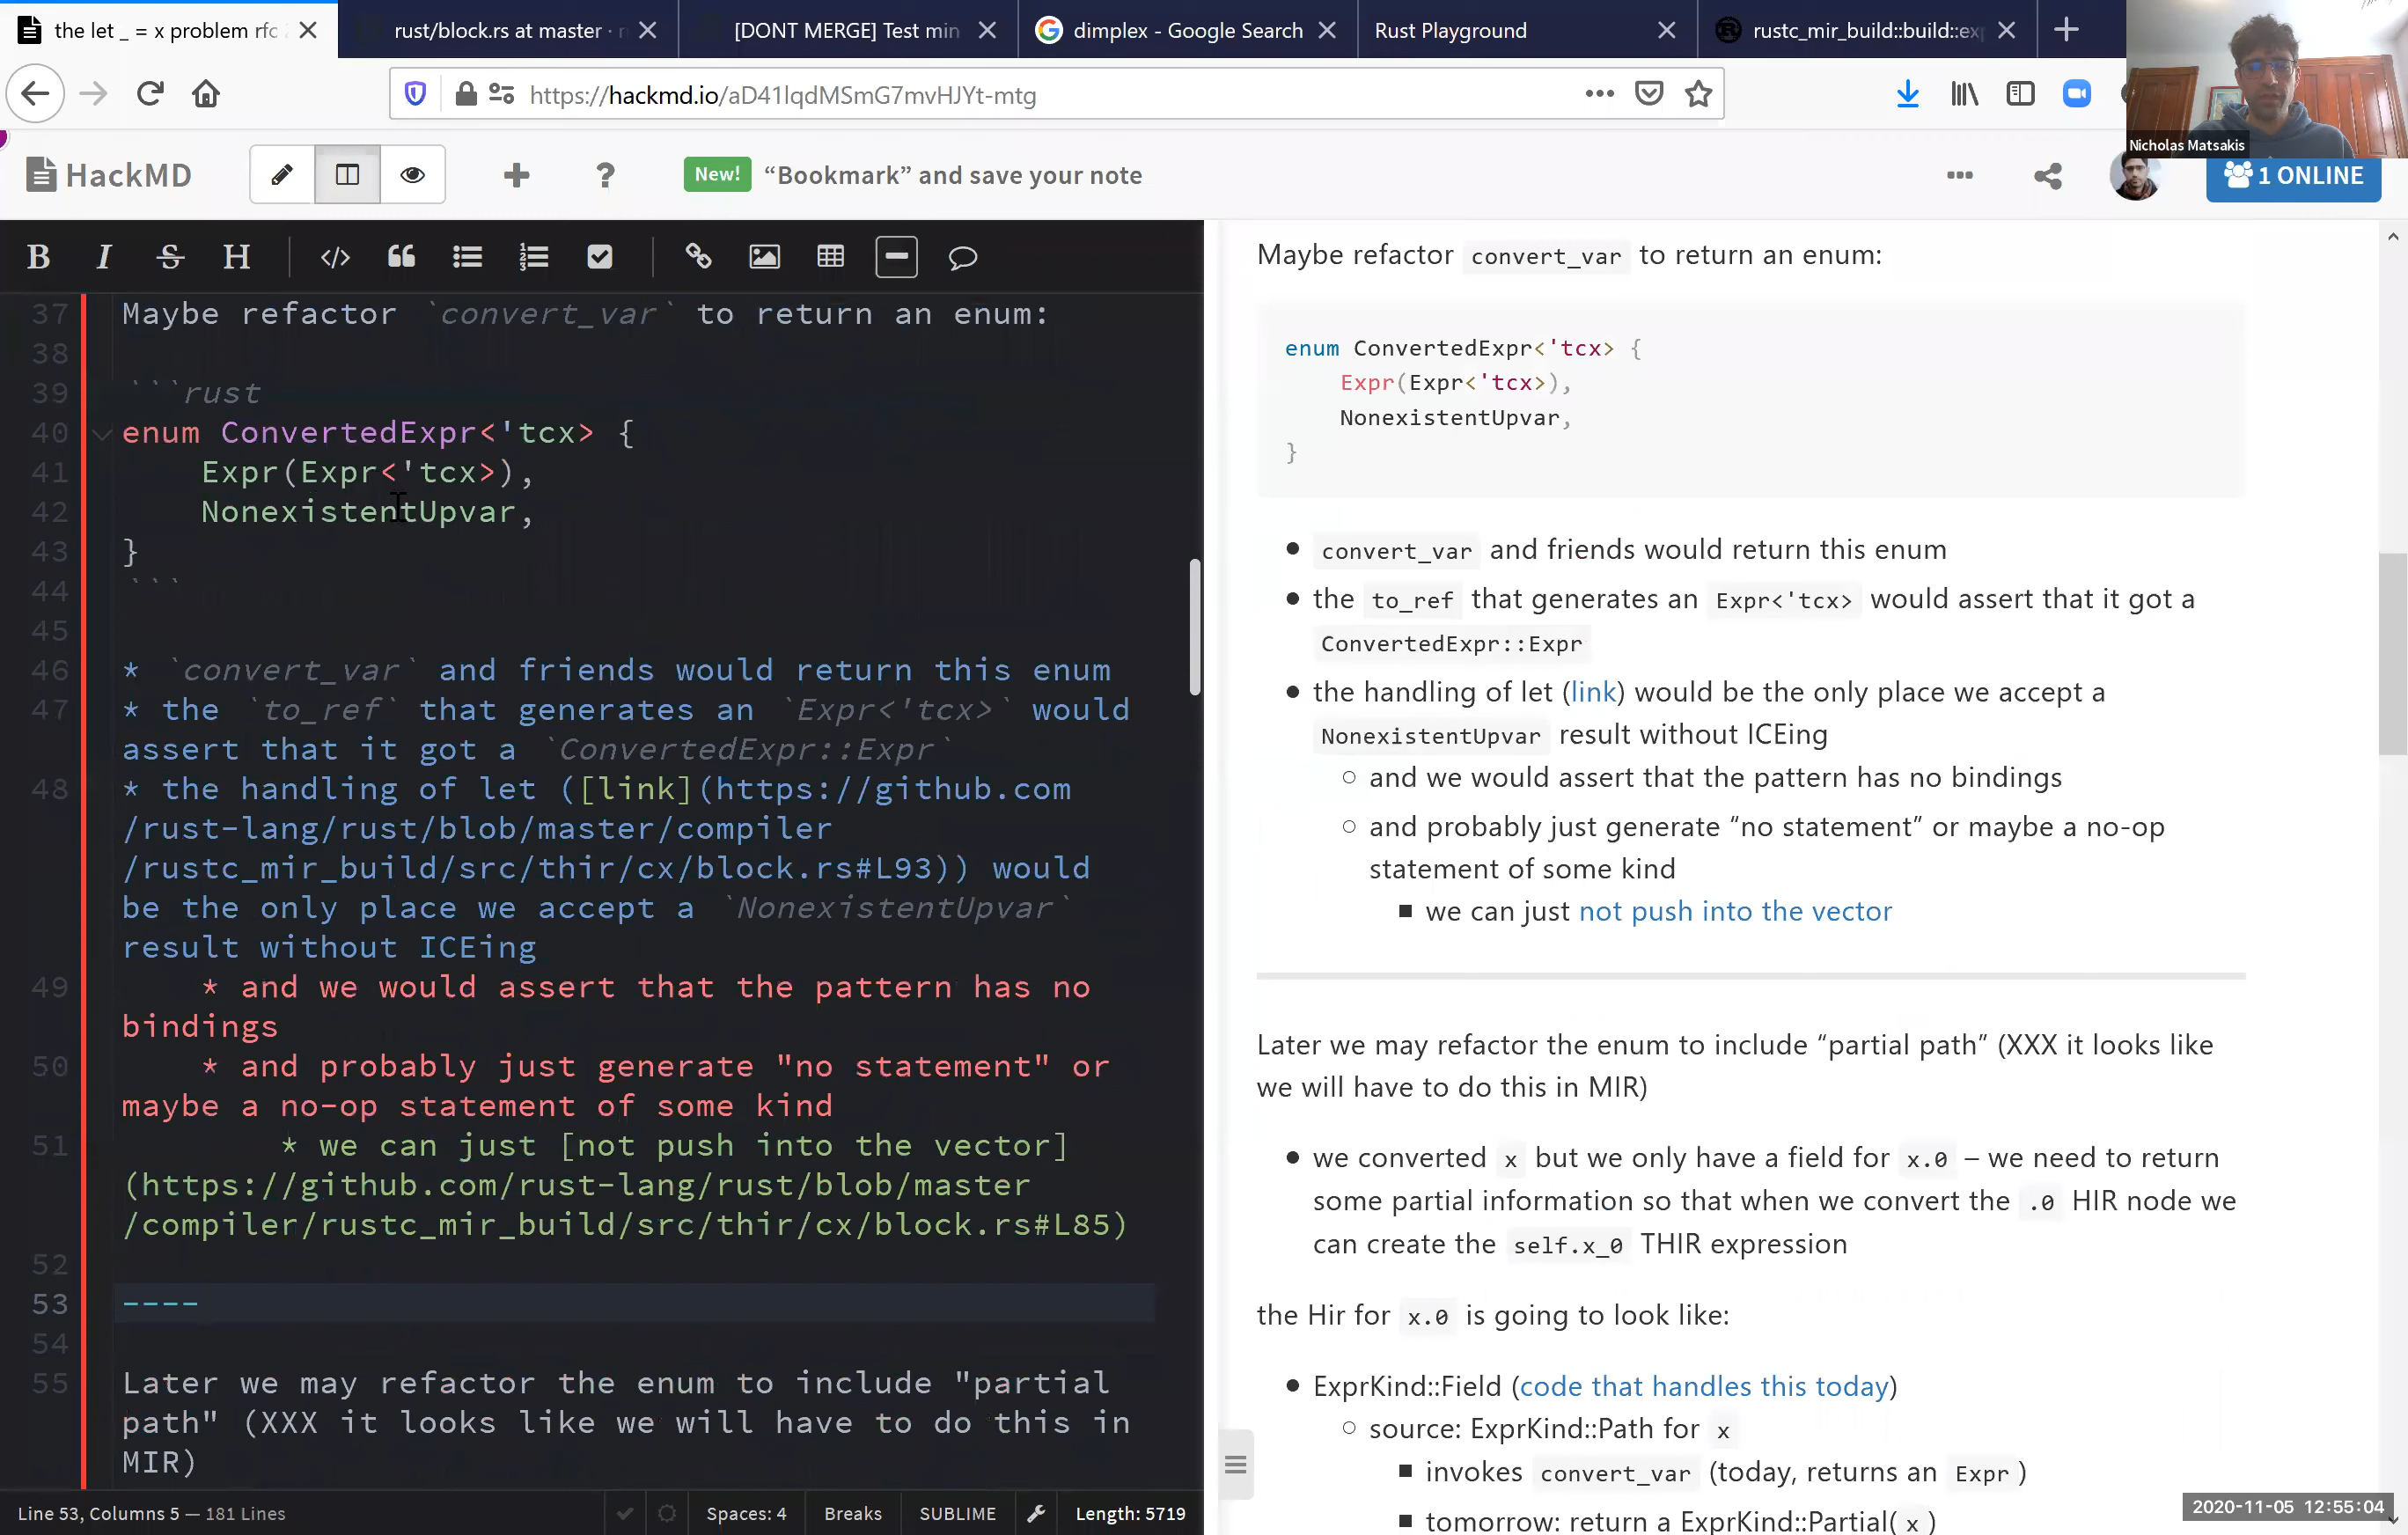 the let _ = x problem rfc
rust/block.rs at master · r
[DONT MERGE] Test min
dimplex - Google Search
Rust Playground
rustc_mir_build::build::exp
https://hackmd.io/aD41lqdMSmG7mvHJYt-mtg
Nicholas Matsakis
HackMD
New! “Bookmark” and save your note
1 ONLINE
B I S H
37 Maybe refactor `convert_var` to return an enum:
38
39 ```rust
40 enum ConvertedExpr<'tcx> {
41 Expr(Expr<'tcx>),
42 NonexistentUpvar,
43 }
44 ```
45
46 * `convert_var` and friends would return this enum
47 * the `to_ref` that generates an `Expr<'tcx>` would
assert that it got a `ConvertedExpr::Expr`
48 * the handling of let ([link](https://github.com
/rust-lang/rust/blob/master/compiler
/rustc_mir_build/src/thir/cx/block.rs#L93)) would
be the only place we accept a `NonexistentUpvar`
result without ICEing
49 * and we would assert that the pattern has no
bindings
50 * and probably just generate "no statement" or
maybe a no-op statement of some kind
51 * we can just [not push into the vector]
(https://github.com/rust-lang/rust/blob/master
/compiler/rustc_mir_build/src/thir/cx/block.rs#L85)
52
53 ----
54
55 Later we may refactor the enum to include "partial
path" (XXX it looks like we will have to do this in
MIR)
Line 53, Columns 5 — 181 Lines
Spaces: 4
Breaks
SUBLIME
Length: 5719
Maybe refactor convert_var to return an enum:
enum ConvertedExpr<'tcx> {
Expr(Expr<'tcx>),
NonexistentUpvar,
}
convert_var and friends would return this enum
the to_ref that generates an Expr<'tcx> would assert that it got a
ConvertedExpr::Expr
the handling of let (link) would be the only place we accept a
NonexistentUpvar result without ICEing
and we would assert that the pattern has no bindings
and probably just generate “no statement” or maybe a no-op
statement of some kind
we can just not push into the vector
Later we may refactor the enum to include “partial path” (XXX it looks like
we will have to do this in MIR)
we converted x but we only have a field for x.0 – we need to return
some partial information so that when we convert the .0 HIR node we
can create the self.x_0 THIR expression
the Hir for x.0 is going to look like:
ExprKind::Field (code that handles this today)
source: ExprKind::Path for x
invokes convert_var (today, returns an Expr )
tomorrow: return a ExprKind::Partial( x )
2020-11-05 12:55:04